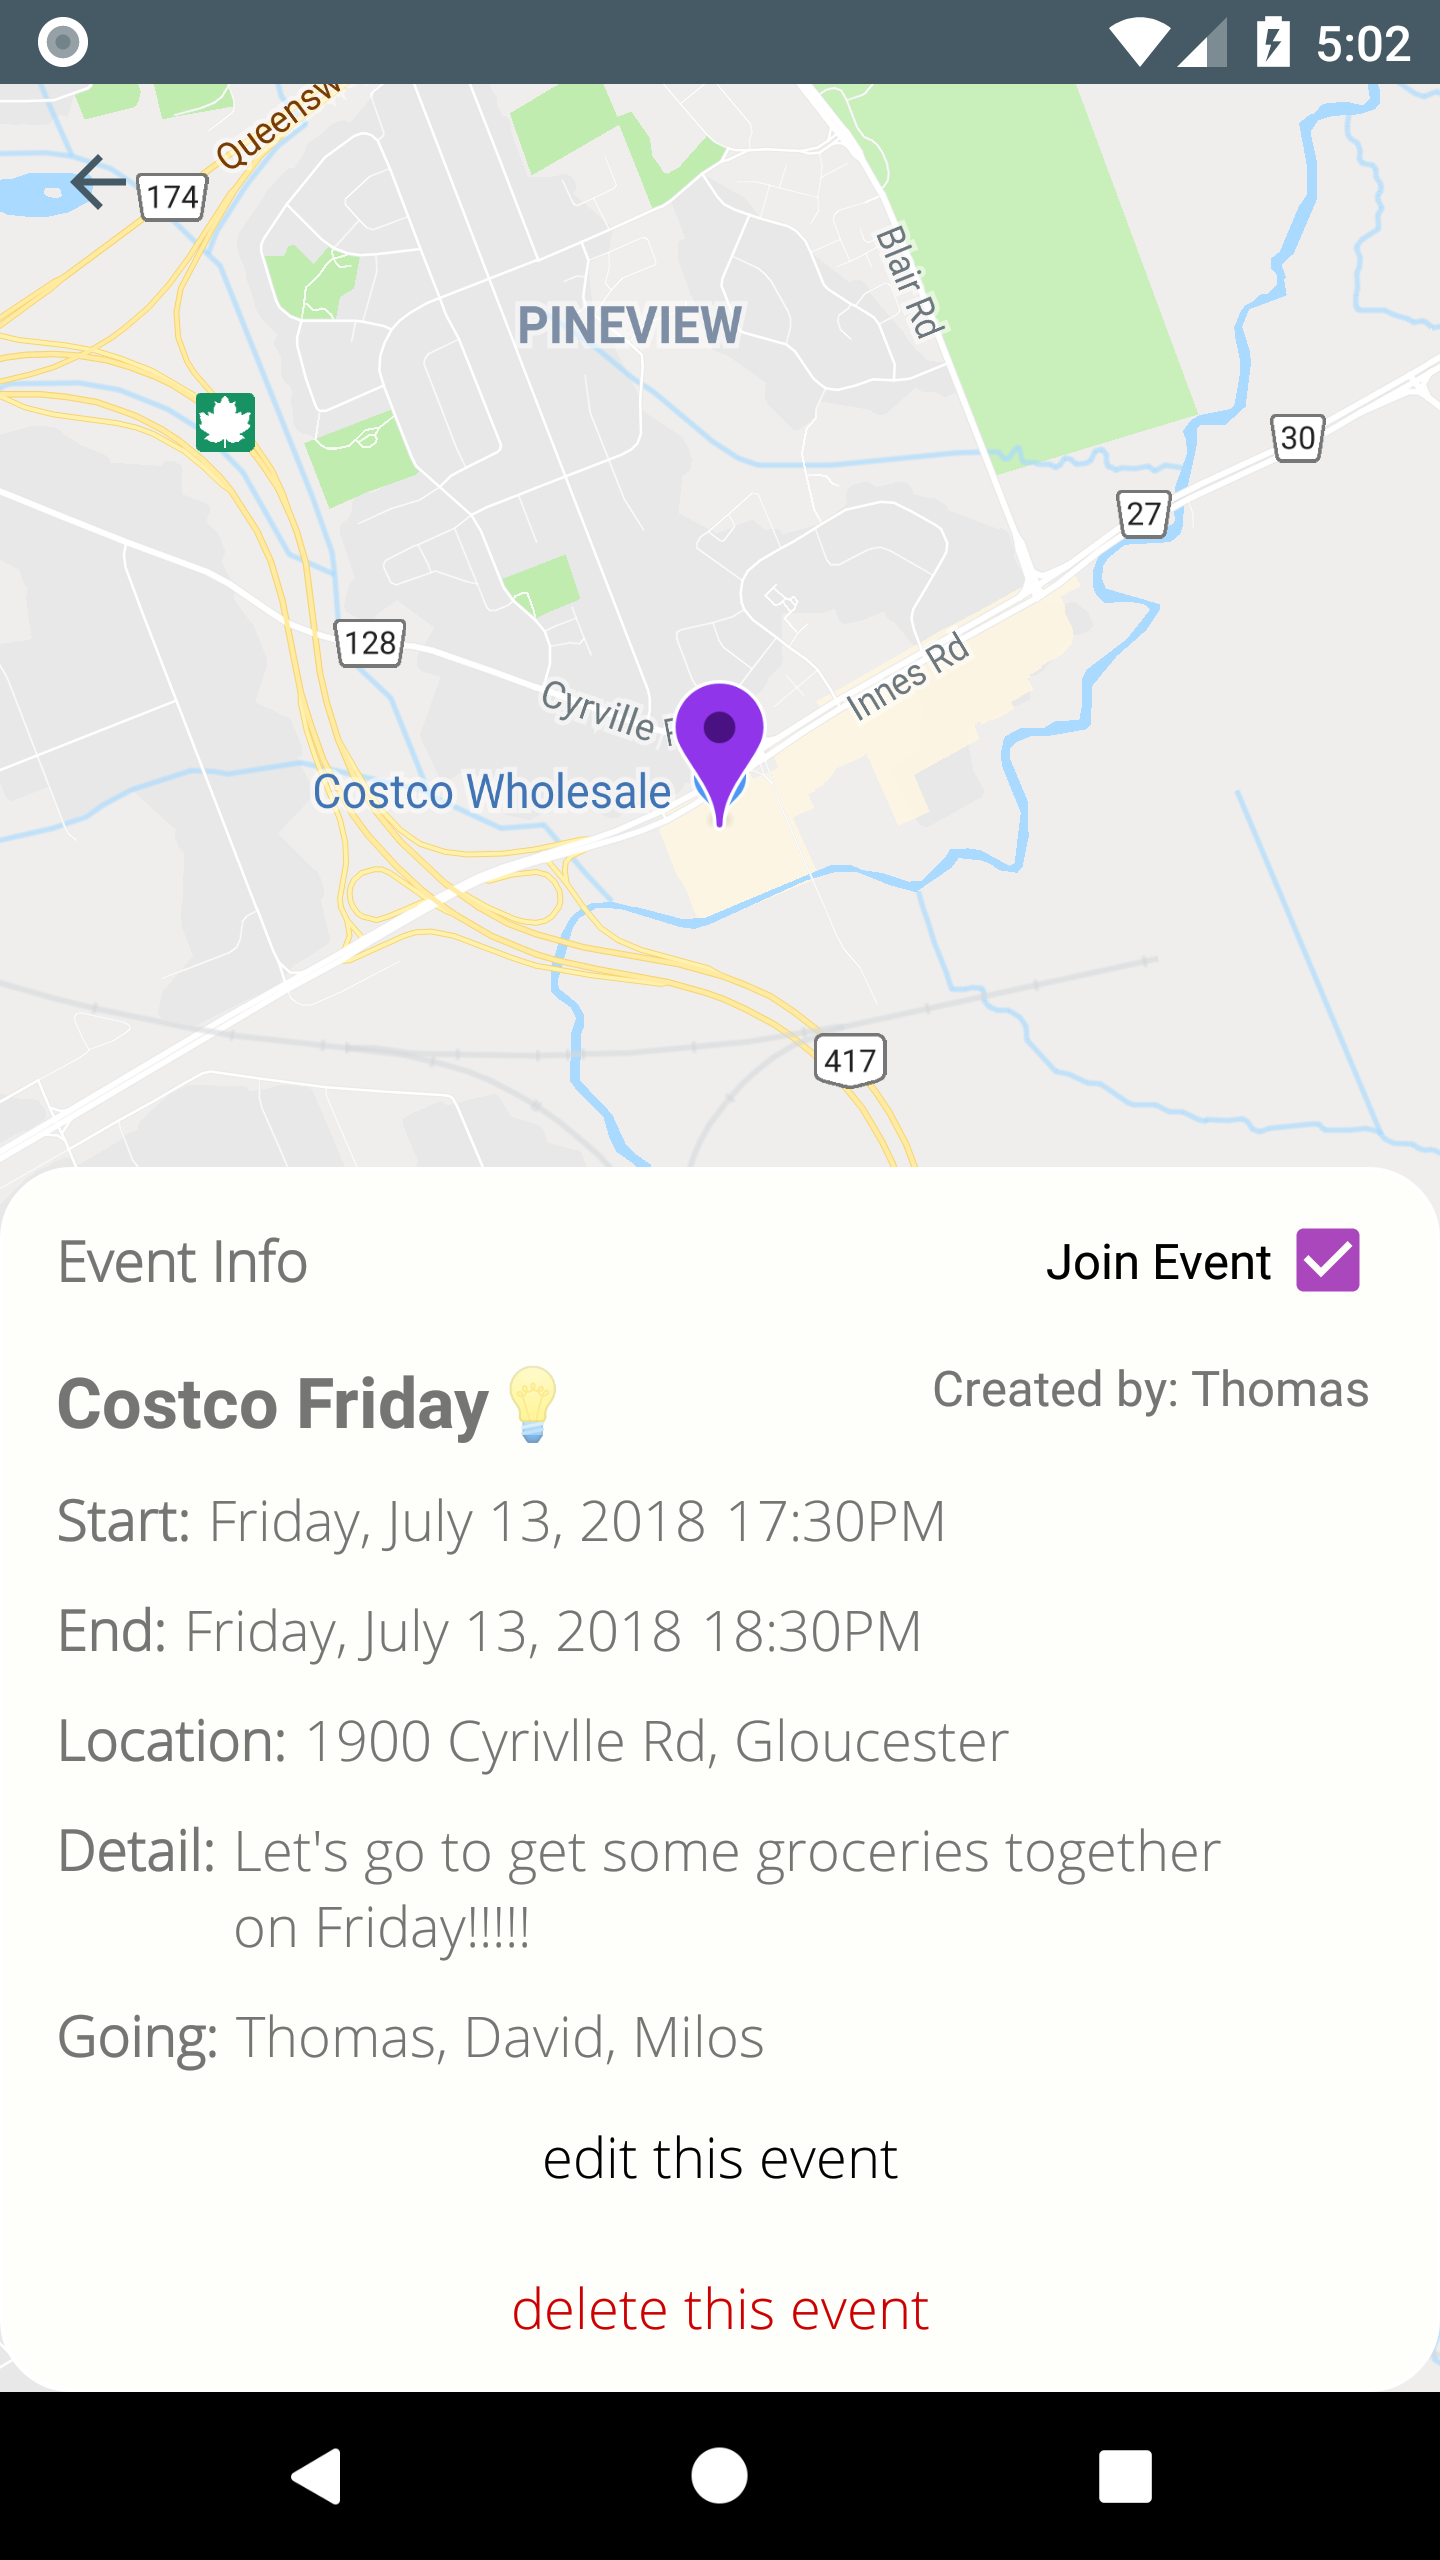 5:02
Queensw
174
Blair Rd
PINEVIEW
30
27
128
Innes Rd
Cyrville
Costco Wholesale
417
Event Info
Join Event
Costco Friday
Created by: Thomas
Start: Friday, July 13, 2018 17:30PM
End: Friday, July 13, 2018 18:30PM
Location: 1900 Cyrivlle Rd, Gloucester
Detail: Let's go to get some groceries together
on Friday!!!!!
Going: Thomas, David, Milos
edit this event
delete this event